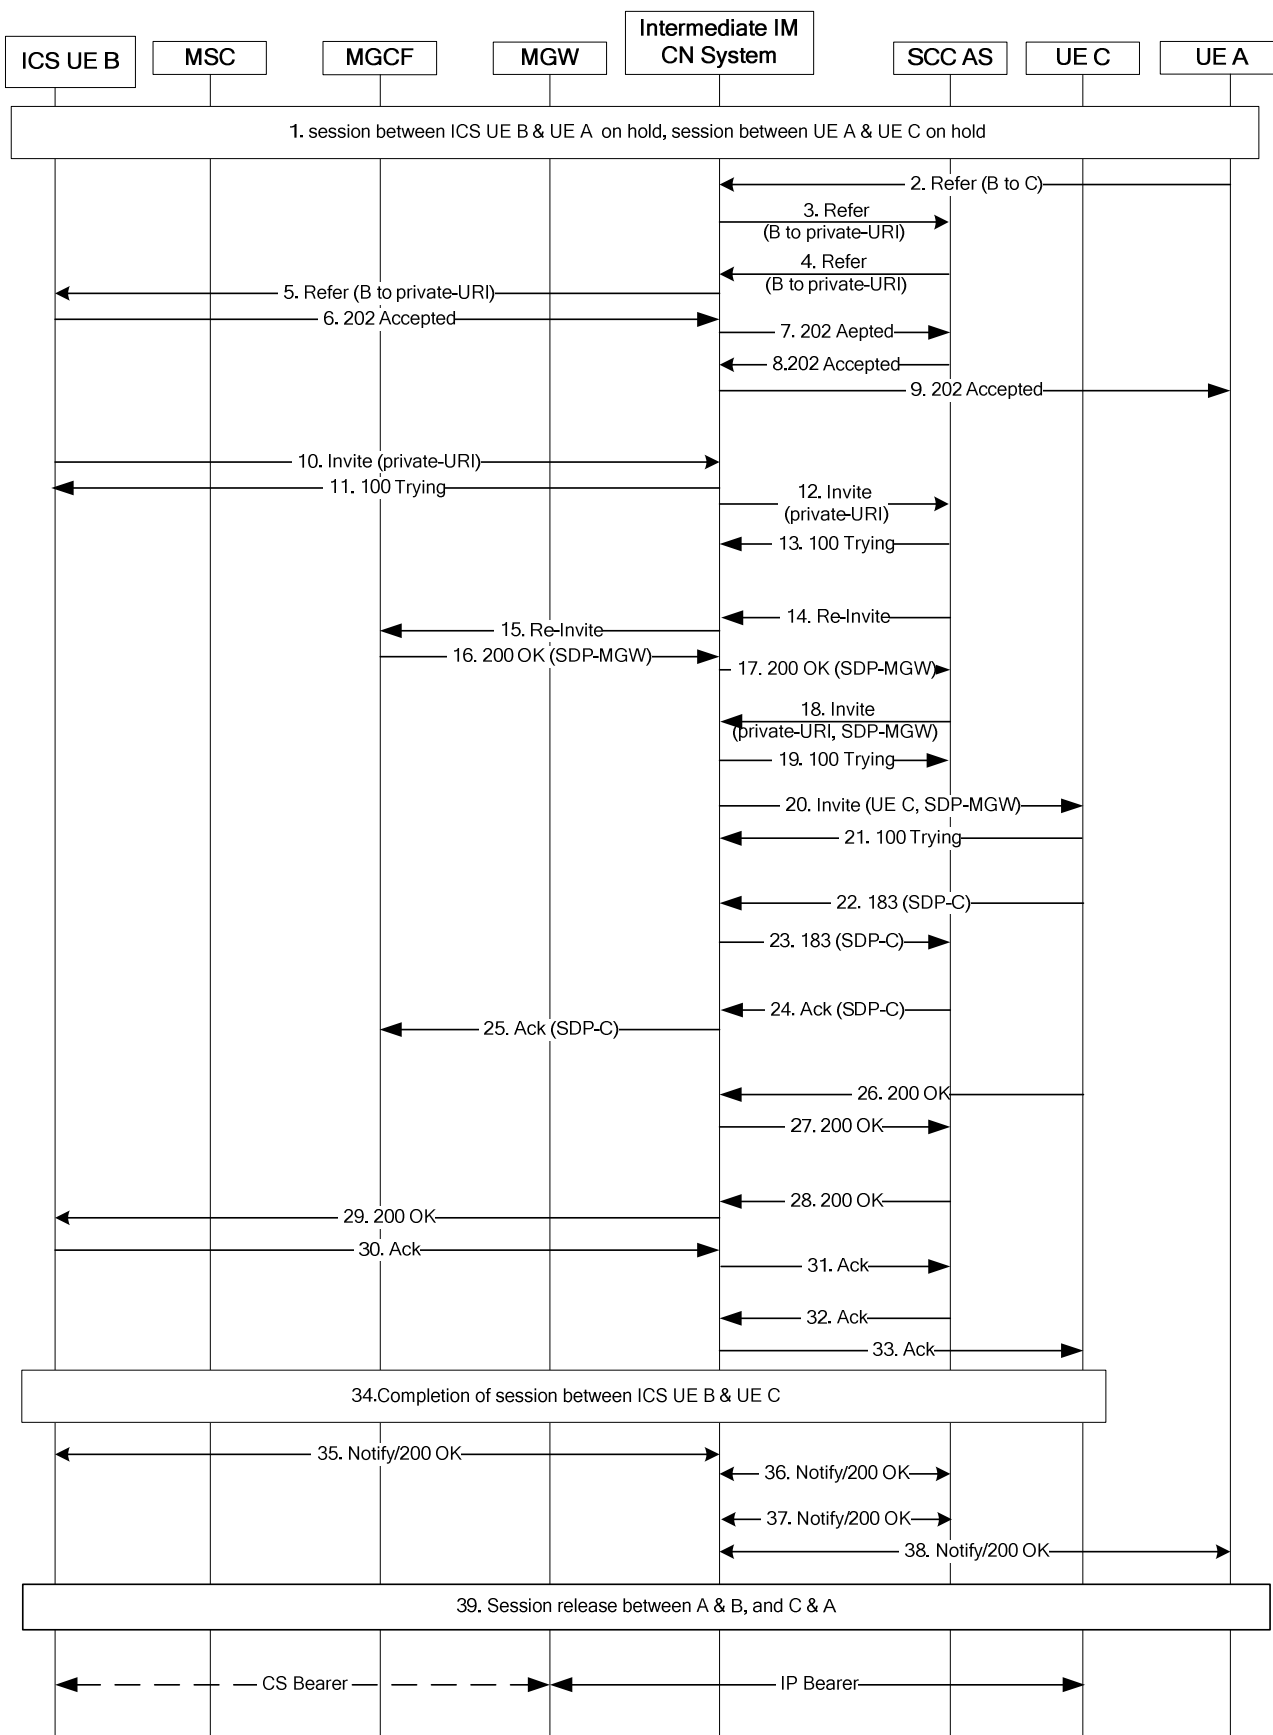 ICS UE B
MSC
MGCF
MGW
Intermediate IM
CN System
SCC AS
UE C
UE A
1. session between ICS UE B & UE A on hold, session between UE A & UE C on hold
2. Refer (B to C)
3. Refer
(B to private-URI)
4. Refer
(B to private-URI)
5. Refer (B to private-URI)
6. 202 Accepted
7. 202 Aepted
8.202 Accepted
9. 202 Accepted
10. Invite (private-URI)
11. 100 Trying
12. Invite
(private-URI)
13. 100 Trying
14. Re-Invite
15. Re-Invite
16. 200 OK (SDP-MGW)
17. 200 OK (SDP-MGW)
18. Invite
(private-URI, SDP-MGW)
19. 100 Trying
20. Invite (UE C, SDP-MGW)
21. 100 Trying
22. 183 (SDP-C)
23. 183 (SDP-C)
24. Ack (SDP-C)
25. Ack (SDP-C)
26. 200 OK
27. 200 OK
28. 200 OK
29. 200 OK
30. Ack
31. Ack
32. Ack
33. Ack
34.Completion of session between ICS UE B & UE C
35. Notify/200 OK
36. Notify/200 OK
37. Notify/200 OK
38. Notify/200 OK
39. Session release between A & B, and C & A
CS Bearer
IP Bearer